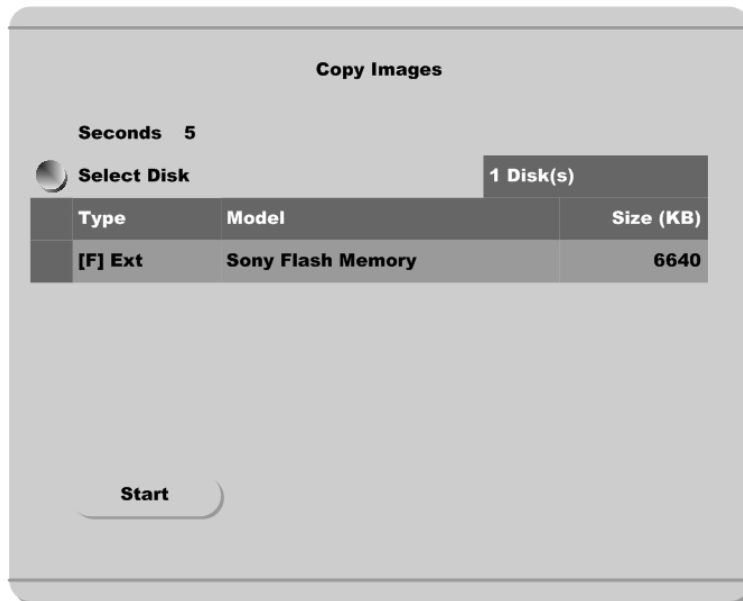 Copy Images
Seconds 5
Select Disk 1 Disk(s)
Type Model Size (KB)
[F] Ext Sony Flash Memory 6640
Start